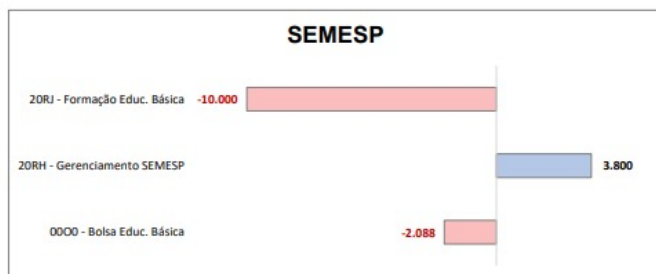 SEMESP
20RJ - Formação Educ. Básica -10.000
20RH - Gerenciamento SEMESP 3.800
00O0 - Bolsa Educ. Básica -2.088